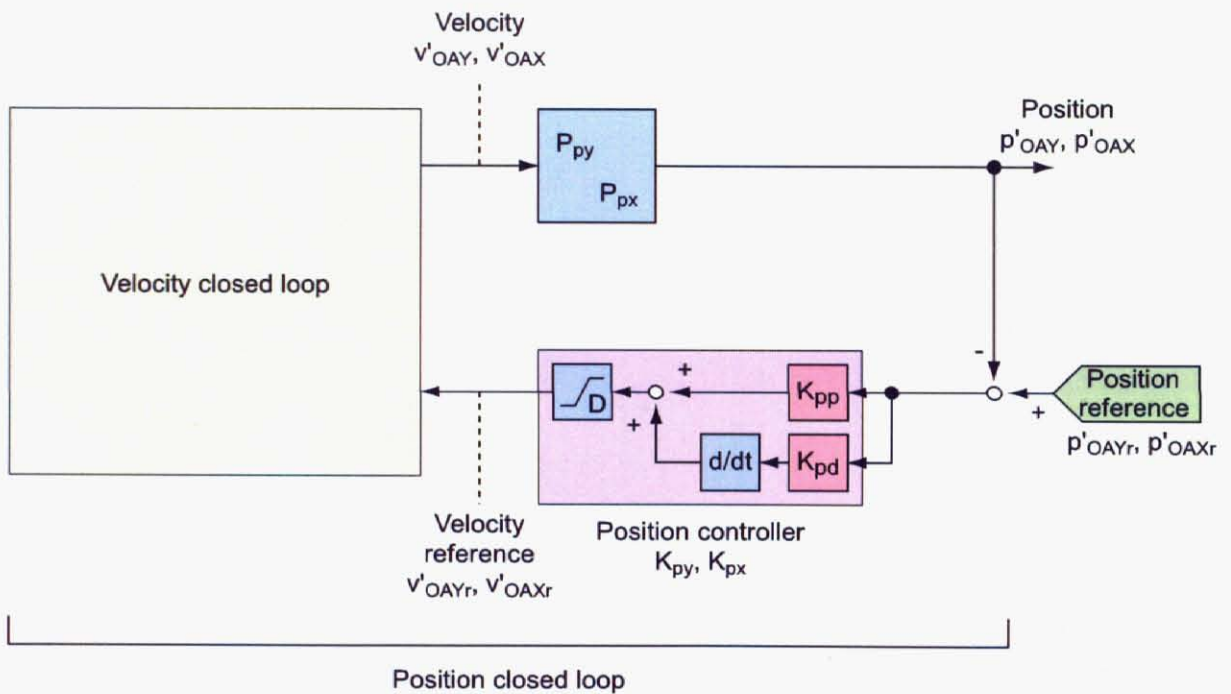 Velocity
v'OAY, v'OAX
Ppy
Ppx
Position
p'OAY, p'OAX
Velocity closed loop
-
+
Kpp
D
+
d/dt
Kpd
+
Position
reference
p'OAYr, p'OAXr
Velocity
reference
v'OAYr, v'OAXr
Position controller
Kpy, Kpx
Position closed loop